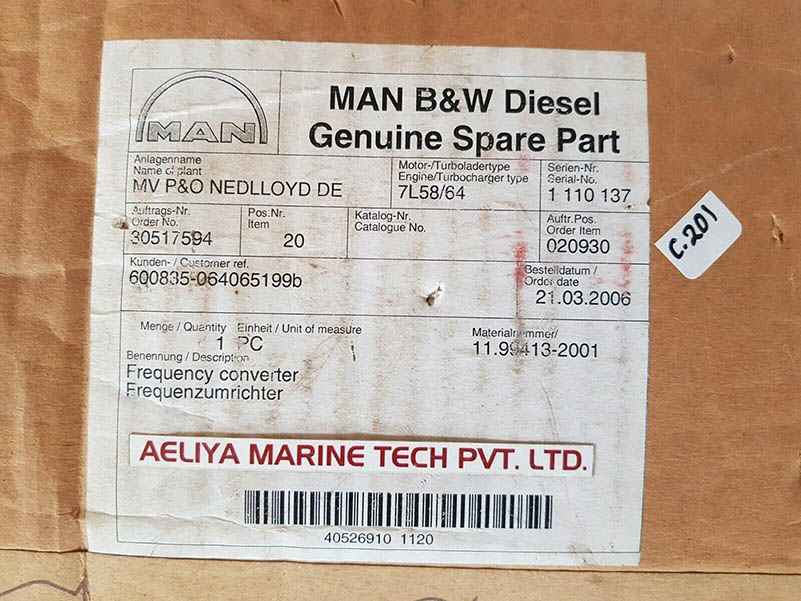 MAN
MAN B&W Diesel
Genuine Spare Part
Anlagenname
Name of plant
MV P&O NEDLLOYD DE
Motor-/Turboladertype
Engine/Turbocharger type
7L58/64
Serien-Nr.
Serial-No.
1 110 137
Auftrags-Nr.
Order No.
30517594
Pos.Nr.
Item
20
Katalog-Nr.
Catalogue No.
Auftr.Pos.
Order Item
020930
Kunden- / Customer ref.
600835-064065199b
Bestelldatum /
Order date
21.03.2006
Menge / Quantity Einheit / Unit of measure
1 PC
Materialnummer/
11.99413-2001
Benennung / Description
Frequency converter
Frequenzumrichter
AELIYA MARINE TECH PVT. LTD.
40526910 1120
C.201